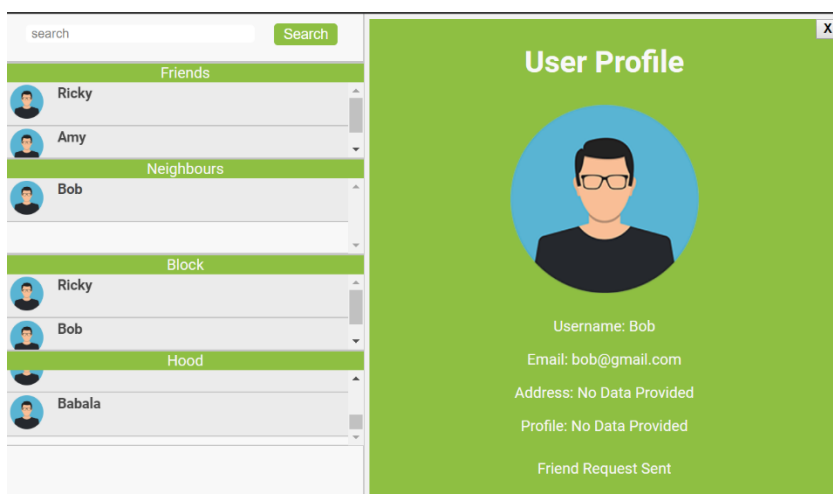 search
Search
Friends
Ricky
Amy
Neighbours
Bob
Block
Ricky
Bob
Hood
Babala
X
User Profile
Username: Bob
Email: bob@gmail.com
Address: No Data Provided
Profile: No Data Provided
Friend Request Sent